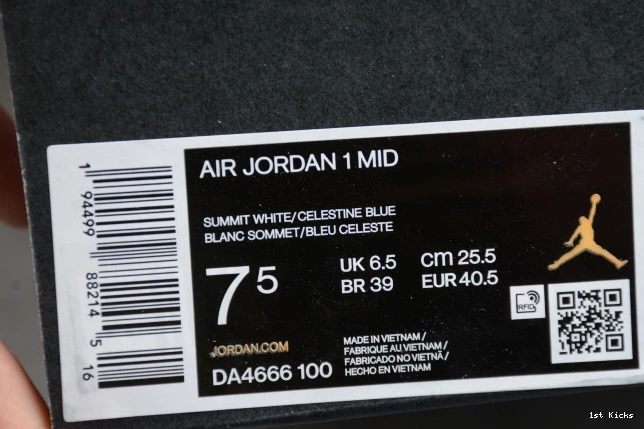 AIR JORDAN 1 MID
SUMMIT WHITE/CELESTINE BLUE
BLANC SOMMET/BLEU CELESTE
7 5
UK 6.5 cm 25.5
BR 39 EUR 40.5
RFID
JORDAN.COM
DA4666 100
MADE IN VIETNAM /
FABRIQUE AU VIETNAM /
FABRICADO NO VIETNÃ /
HECHO EN VIETNAM
1 94499 88214 5 16
1st Kicks